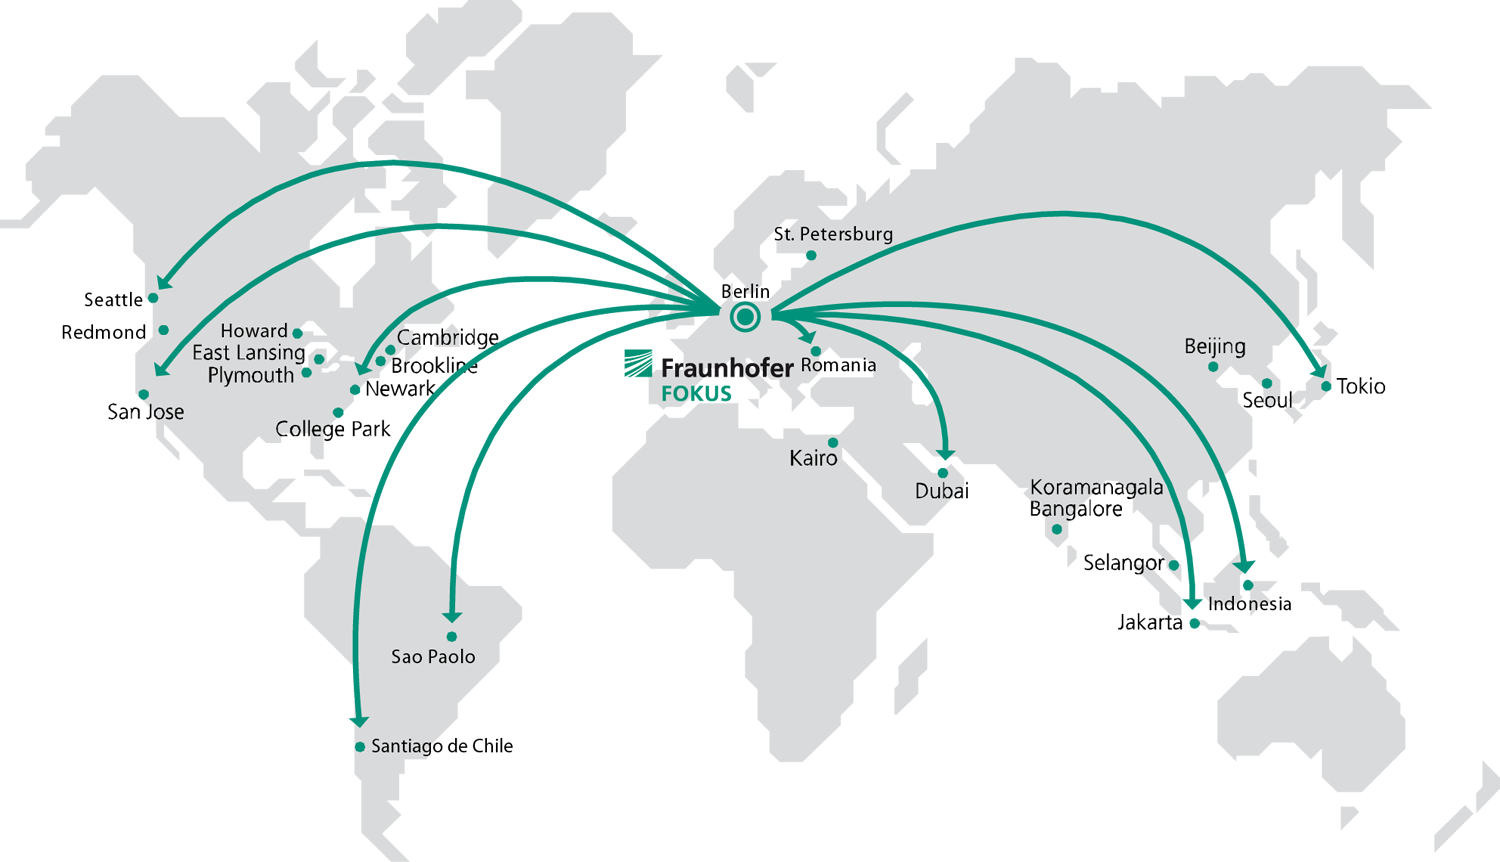 St. Petersburg
Berlin
Seattle
Redmond
Howard
East Lansing
Plymouth
Cambridge
Brookline
Newark
San Jose
College Park
Fraunhofer
FOKUS
Romania
Beijing
Seoul
Tokio
Kairo
Dubai
Koramanagala
Bangalore
Selangor
Indonesia
Jakarta
Sao Paolo
Santiago de Chile